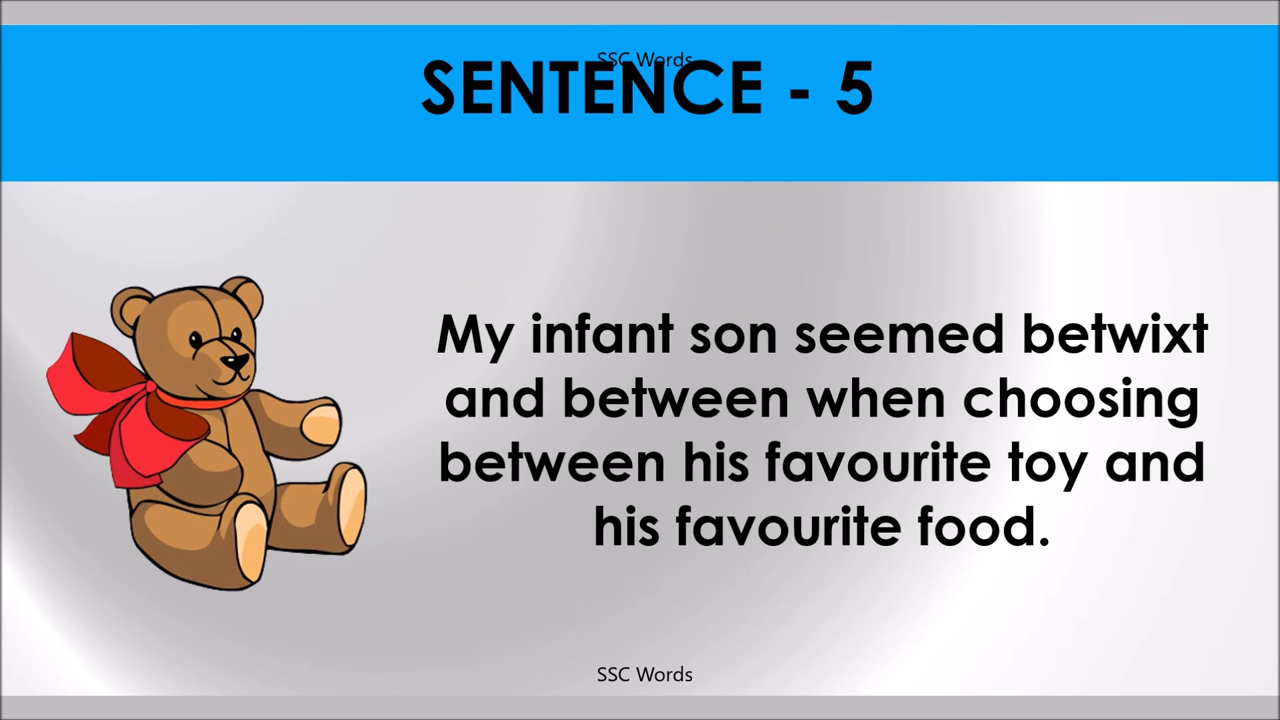 SSC Words
SENTENCE - 5
My infant son seemed betwixt
and between when choosing
between his favourite toy and
his favourite food.
SSC Words